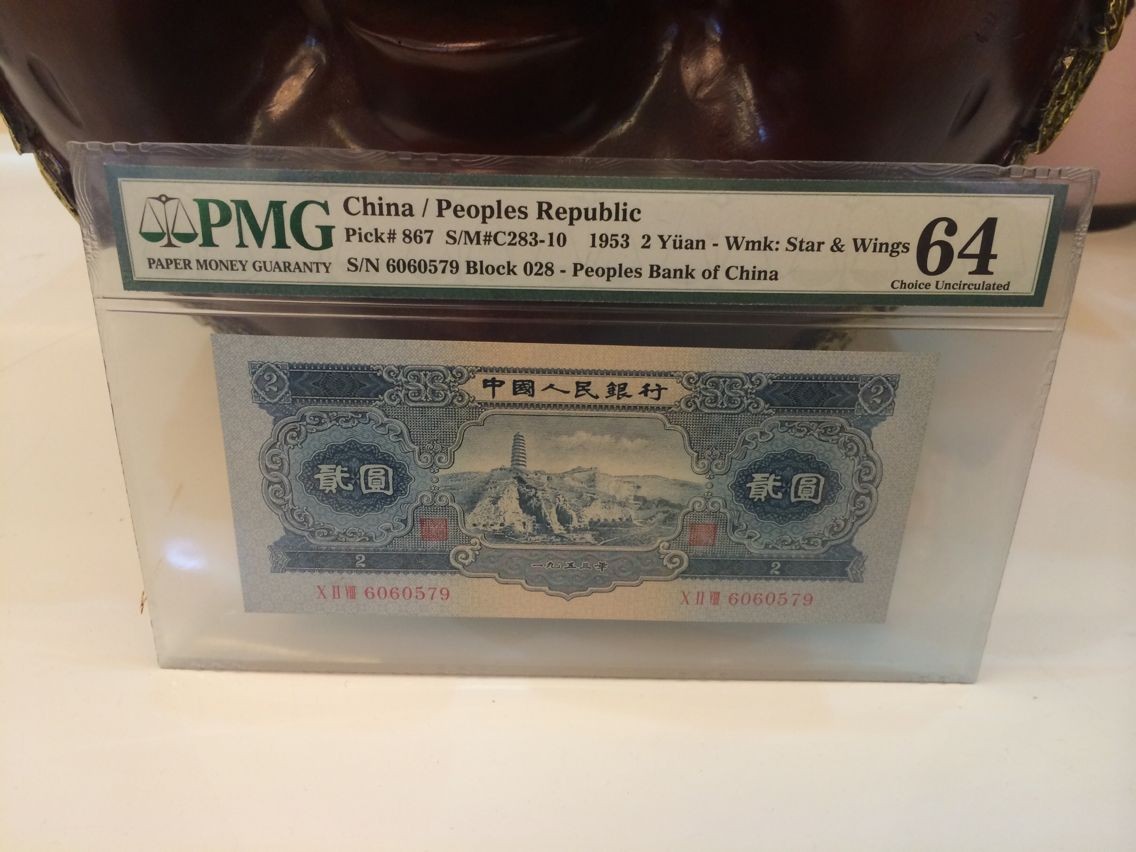 PMG
PAPER MONEY GUARANTY
China / Peoples Republic
Pick# 867 S/M#C283-10 1953 2 Yüan - Wmk: Star & Wings
S/N 6060579 Block 028 - Peoples Bank of China
64
Choice Uncirculated
2 中國人民銀行 2
貳圓 貳圓
2 一九五三年 2
X II VIII 6060579 X II VIII 6060579